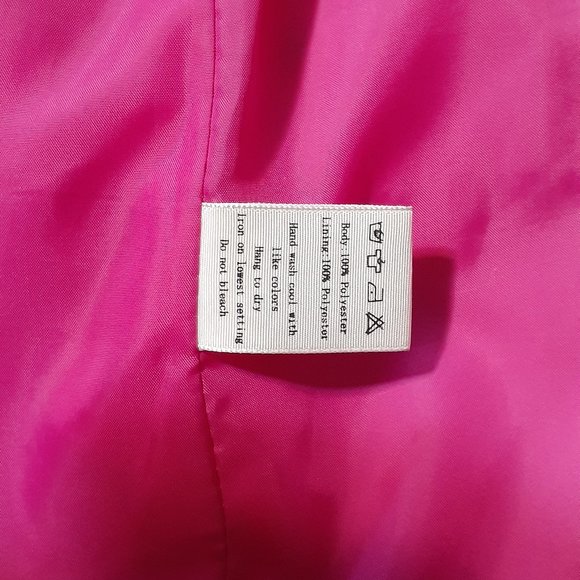 Body:100% Polyester
Lining:100% Polyester
Hand wash cool with
like colors
Hang to dry
Iron on lowest setting
Do not bleach